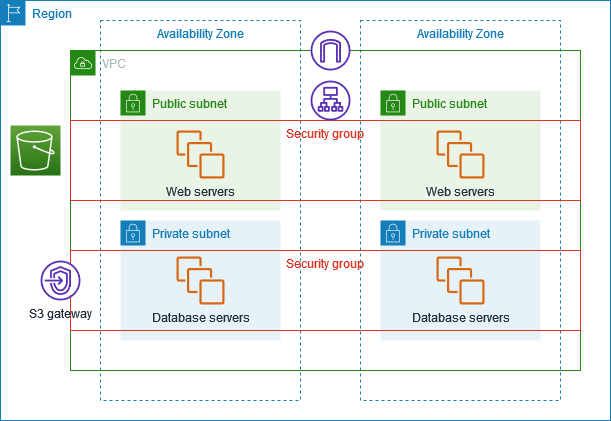 Region
Availability Zone
Availability Zone
VPC
Public subnet
Public subnet
Security group
Web servers
Web servers
Private subnet
Private subnet
Security group
S3 gateway
Database servers
Database servers